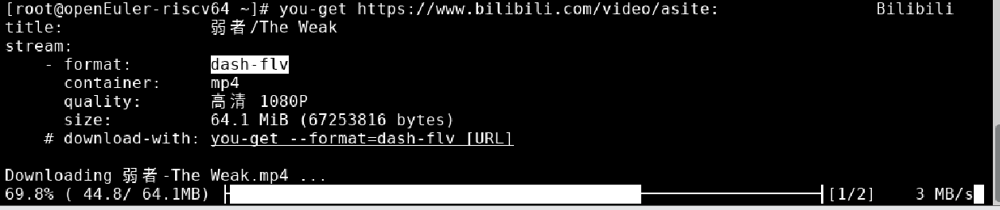 [root@openEuler-riscv64 ~]# you-get https://www.bilibili.com/video/asite: Bilibili
title: 弱者/The Weak
stream:
- format: dash-flv
container: mp4
quality: 高清 1080P
size: 64.1 MiB (67253816 bytes)
# download-with: you-get --format=dash-flv [URL]
Downloading 弱者-The Weak.mp4 ...
69.8% ( 44.8/ 64.1MB) [1/2] 3 MB/s